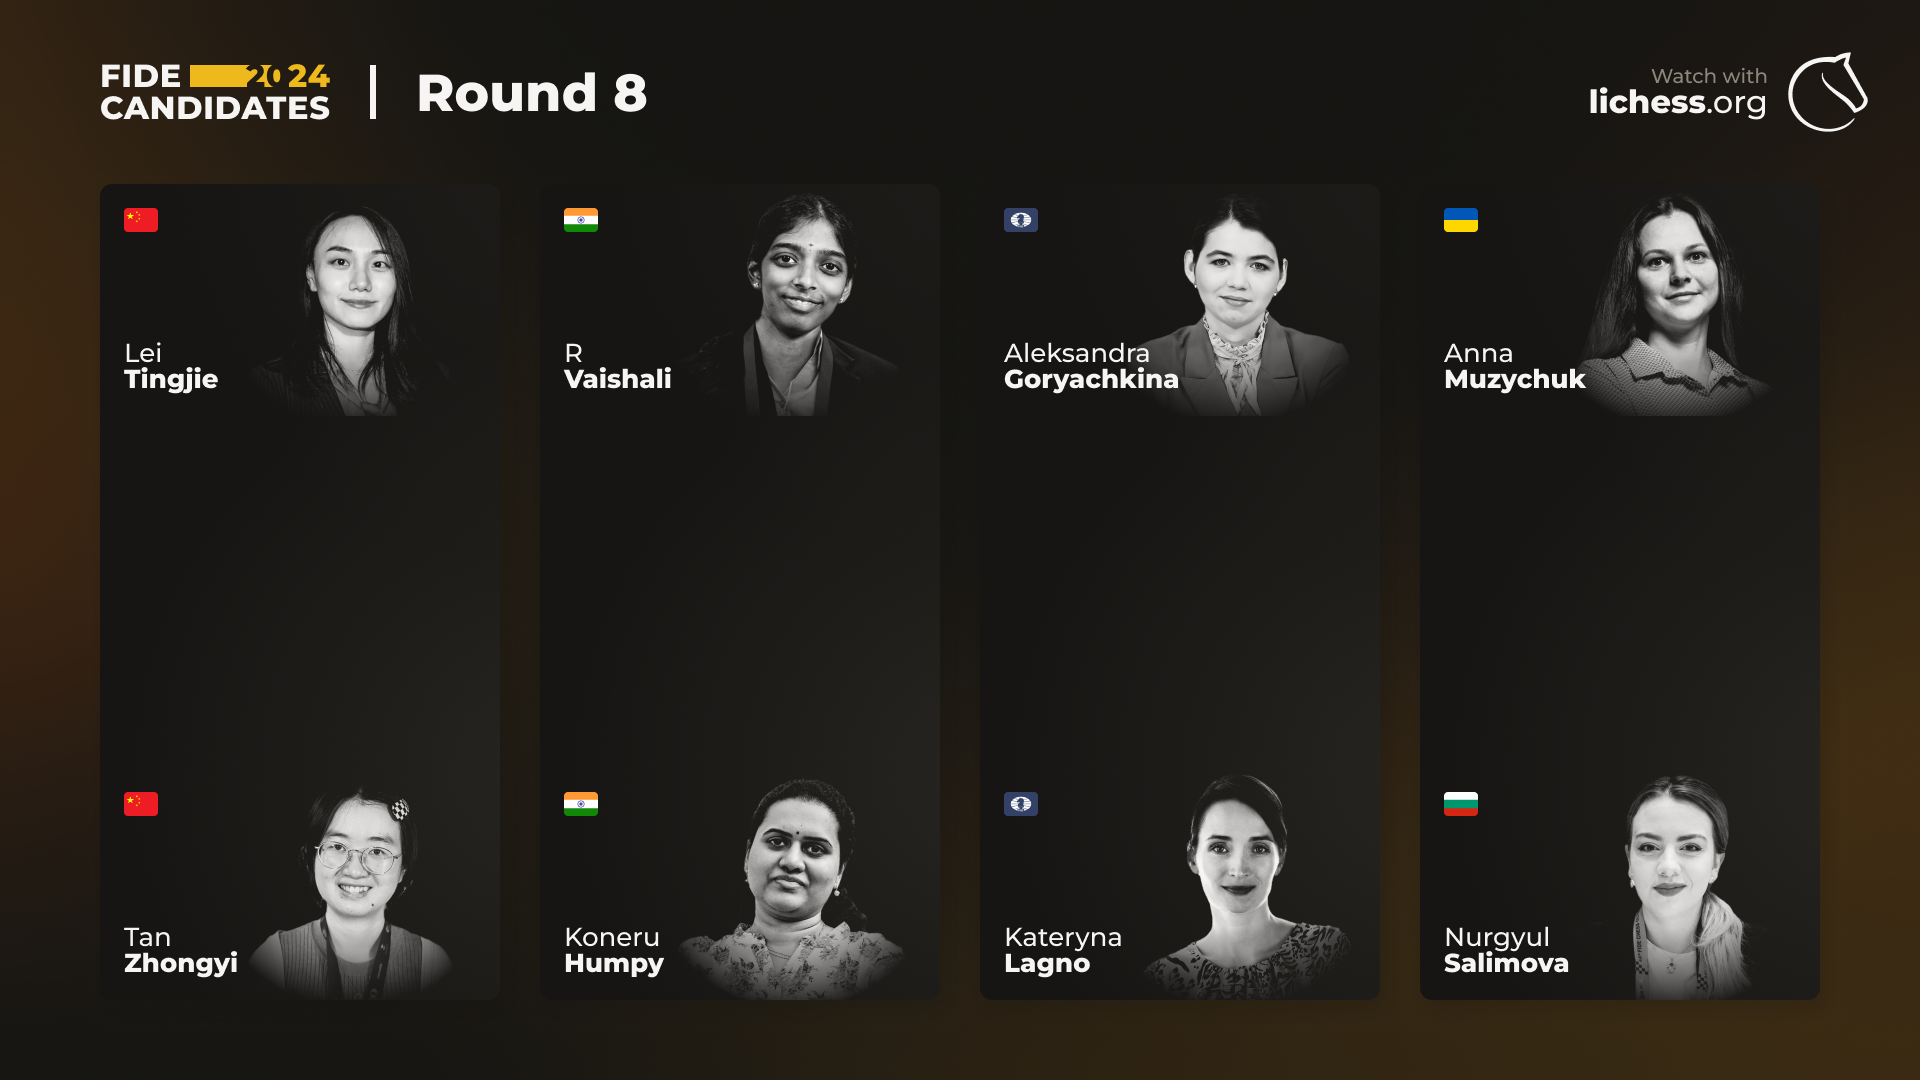 FIDE 2024
CANDIDATES
Round 8
Watch with
lichess.org
Lei
Tingjie
R
Vaishali
Aleksandra
Goryachkina
Anna
Muzychuk
Tan
Zhongyi
Koneru
Humpy
Kateryna
Lagno
Nurgyul
Salimova